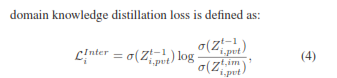 domain knowledge distillation loss is defined as:
$\mathcal{L}_{i}^{Inter} = \sigma(Z_{i,pvt}^{t-1}) \log \frac{\sigma(Z_{i,pvt}^{t-1})}{\sigma(Z_{i,pvt}^{t,im})},$ (4)